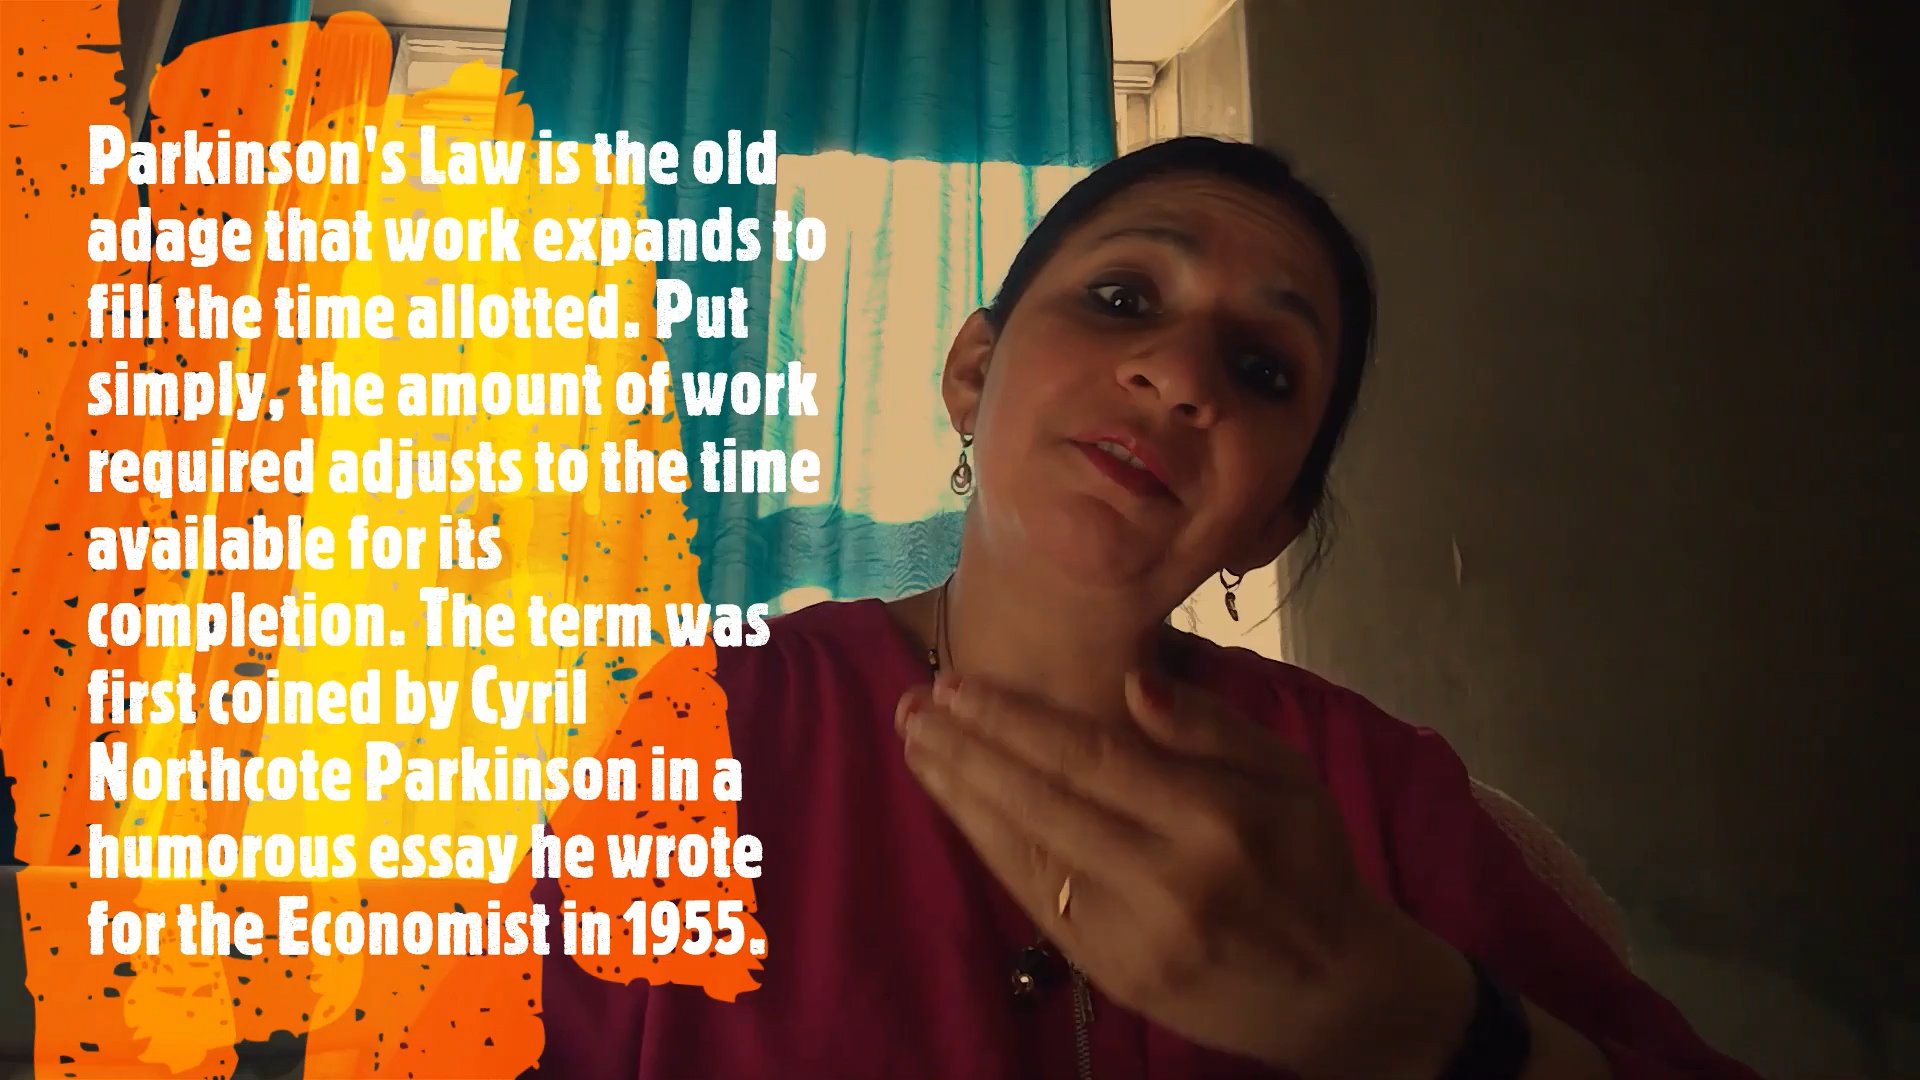 Parkinson's Law is the old
adage that work expands to
fill the time allotted. Put
simply, the amount of work
required adjusts to the time
available for its
completion. The term was
first coined by Cyril
Northcote Parkinson in a
humorous essay he wrote
for the Economist in 1955.